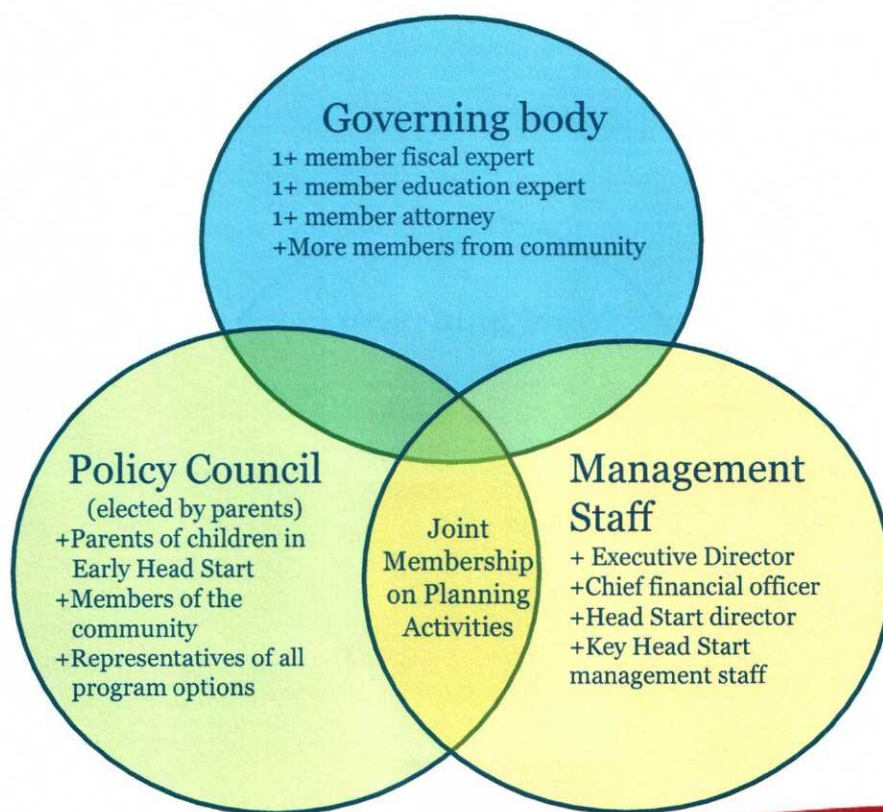 Governing body
1+ member fiscal expert
1+ member education expert
1+ member attorney
+More members from community
Policy Council
(elected by parents)
+Parents of children in
Early Head Start
+Members of the
community
+Representatives of all
program options
Joint
Membership
on Planning
Activities
Management
Staff
+ Executive Director
+Chief financial officer
+Head Start director
+Key Head Start
management staff